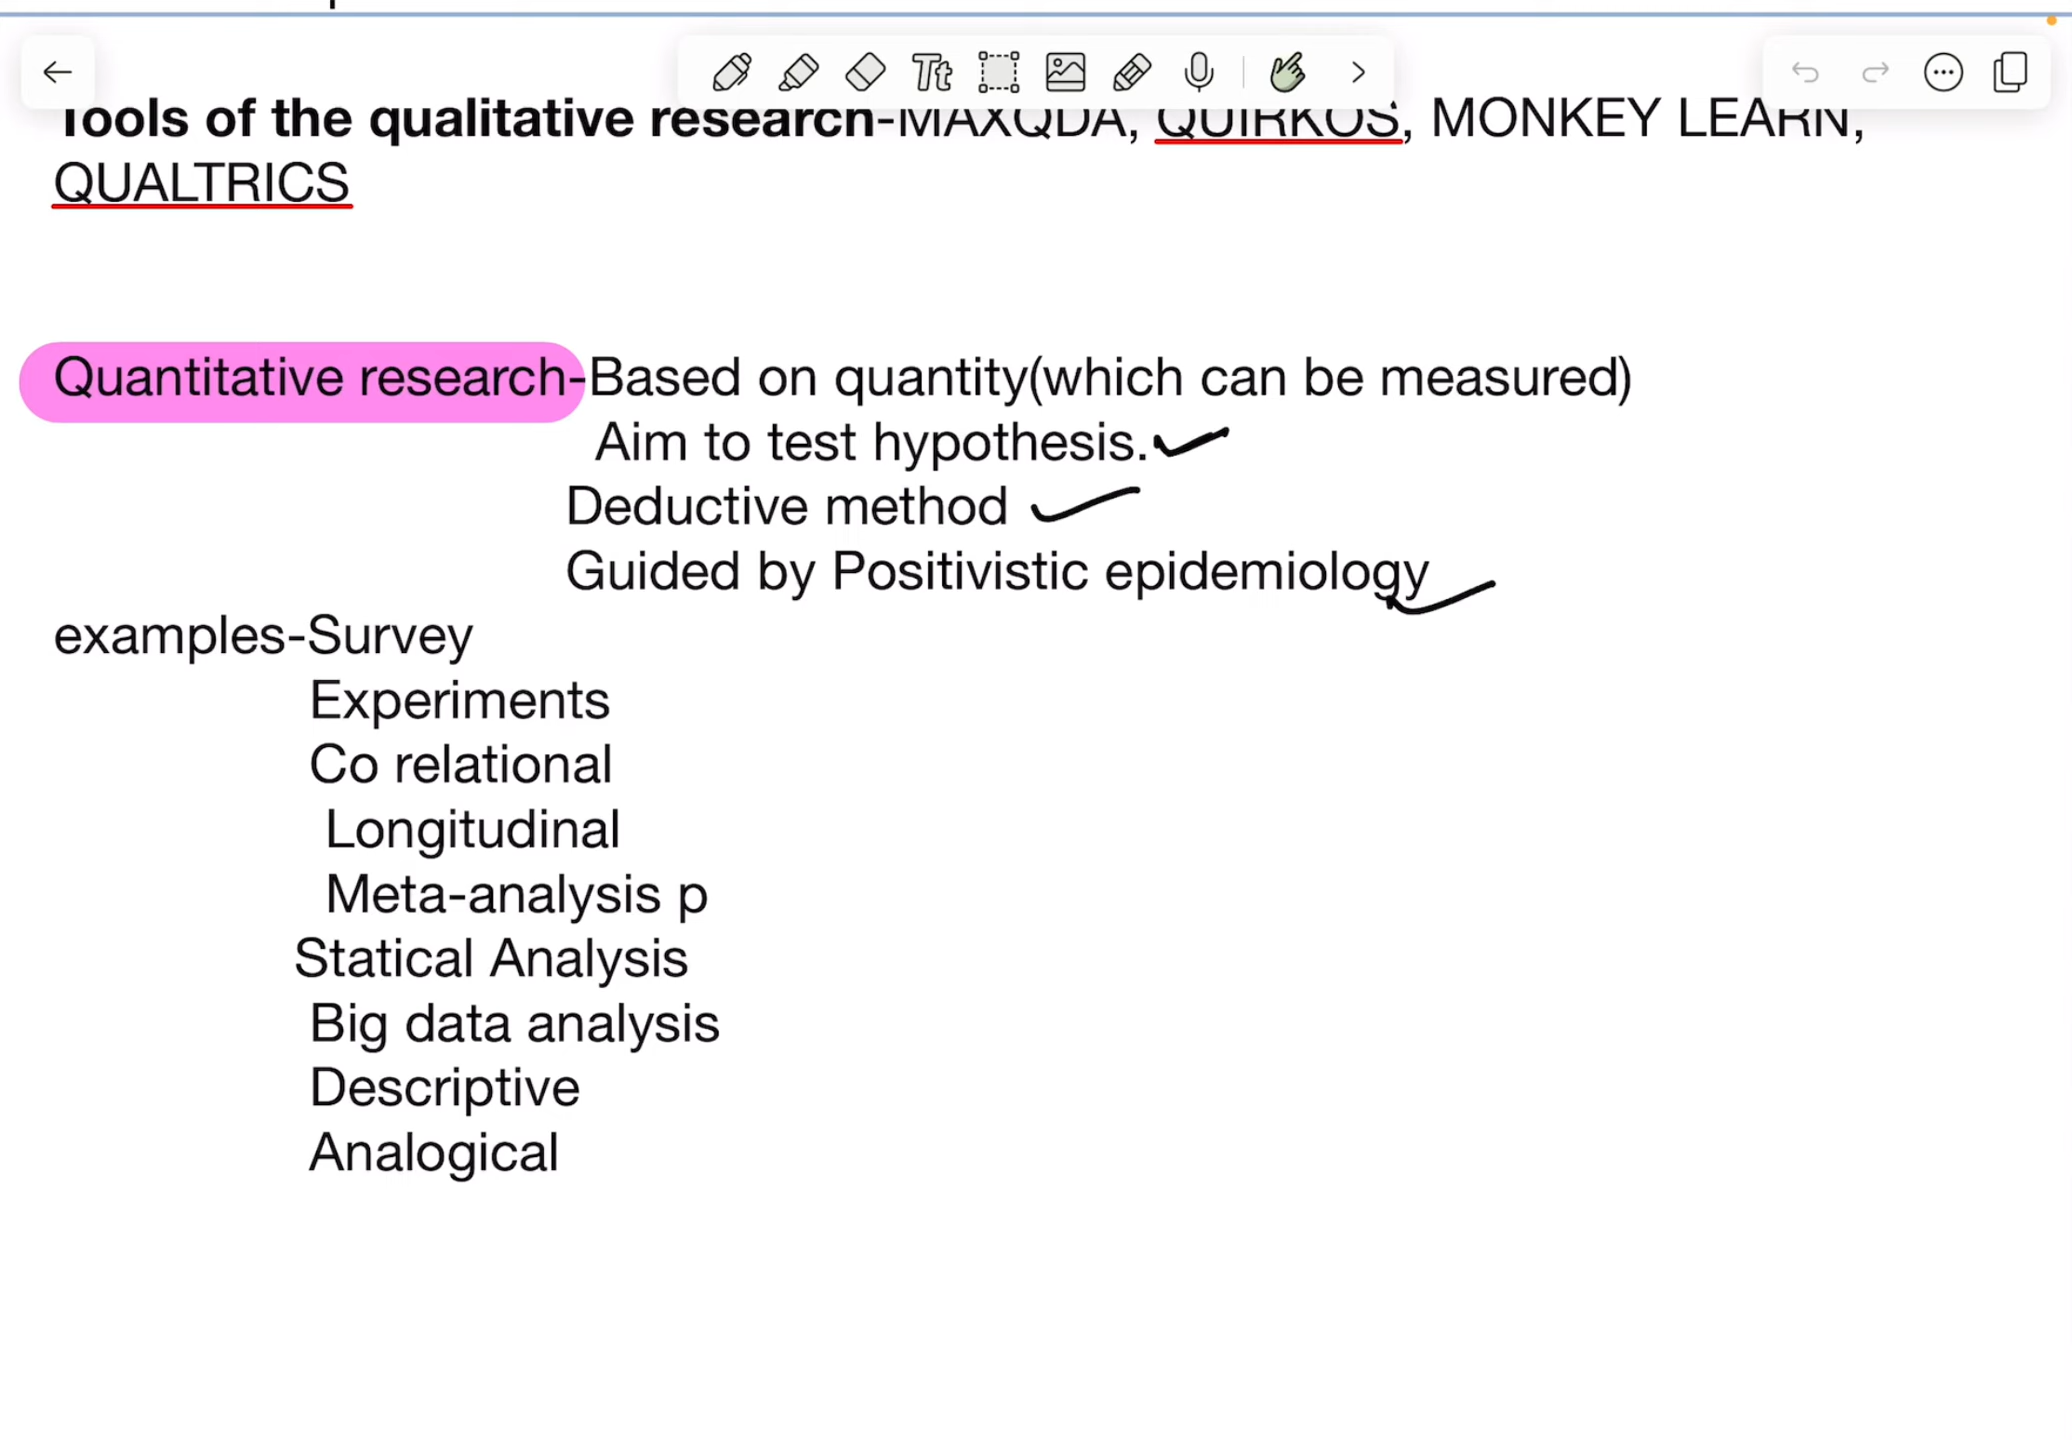 Tools of the qualitative research-MAXQDA, QUIRKOS, MONKEY LEARN,
QUALTRICS
Quantitative research-Based on quantity(which can be measured)
Aim to test hypothesis.
Deductive method
Guided by Positivistic epidemiology
examples-Survey
Experiments
Co relational
Longitudinal
Meta-analysis p
Statical Analysis
Big data analysis
Descriptive
Analogical